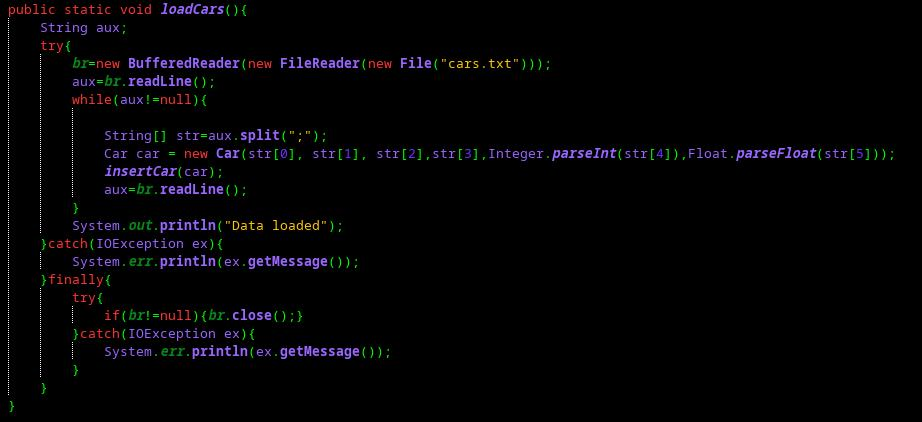 public static void loadCars(){
    String aux;
    try{
        br=new BufferedReader(new FileReader(new File("cars.txt")));
        aux=br.readLine();
        while(aux!=null){
            String[] str=aux.split(";");
            Car car = new Car(str[0], str[1], str[2],str[3],Integer.parseInt(str[4]),Float.parseFloat(str[5]));
            insertCar(car);
            aux=br.readLine();
        }
        System.out.println("Data loaded");
    }catch(IOException ex){
        System.err.println(ex.getMessage());
    }finally{
        try{
            if(br!=null){br.close();}
        }catch(IOException ex){
            System.err.println(ex.getMessage());
        }
    }
}